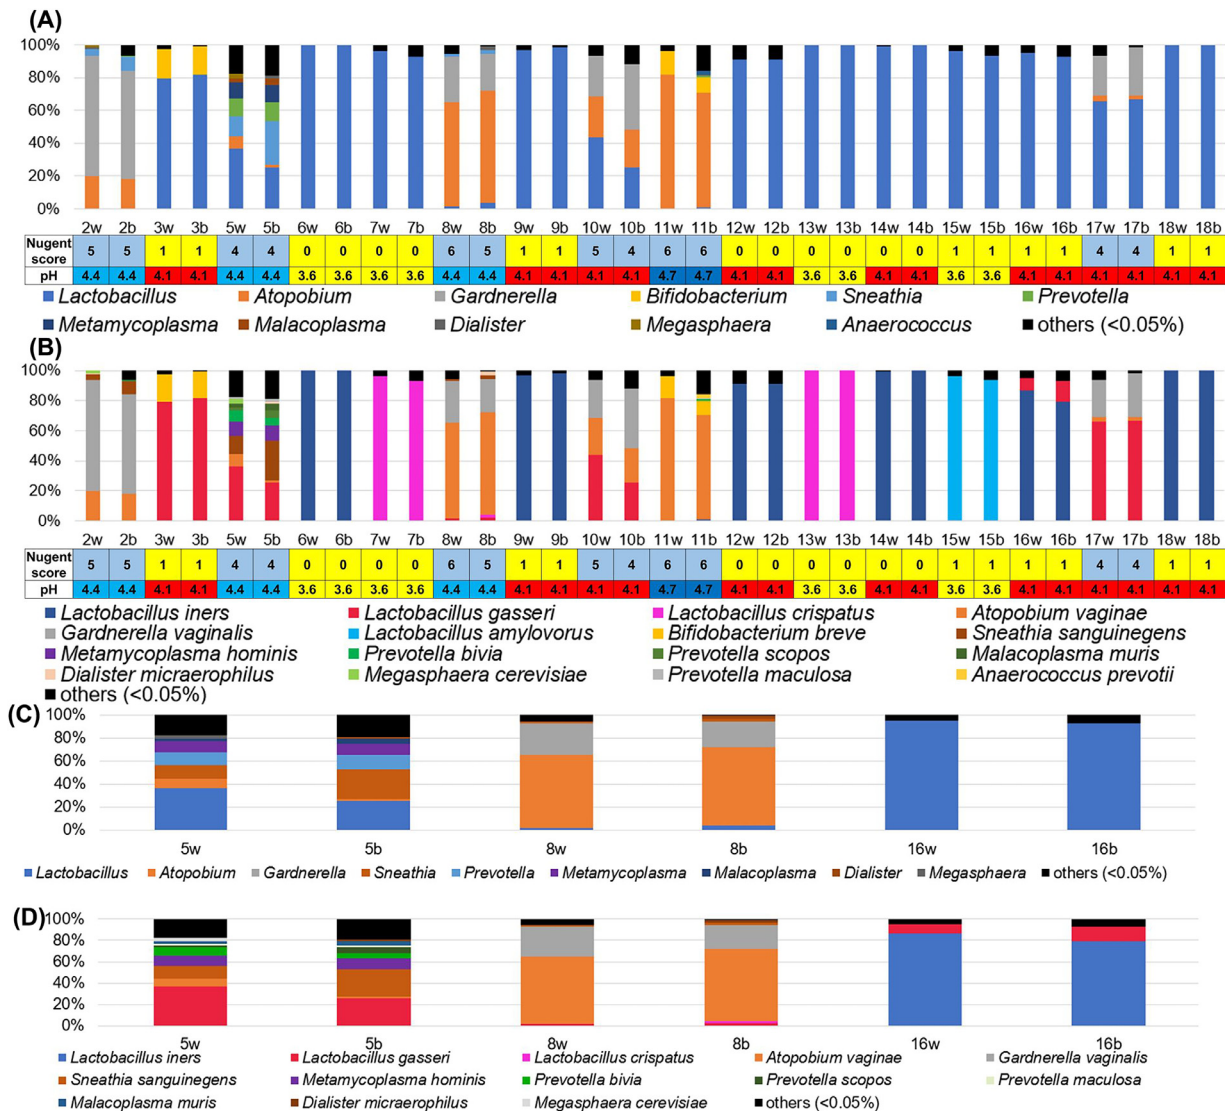 (A)
100%
80%
60%
40%
20%
0%
2w 2b 3w 3b 5w 5b 6w 6b 7w 7b 8w 8b 9w 9b 10w 10b 11w 11b 12w 12b 13w 13b 14w 14b 15w 15b 16w 16b 17w 17b 18w 18b
Nugent score 5 5 1 1 4 4 0 0 0 0 6 6 1 1 5 4 6 6 0 0 0 0 0 0 1 1 1 1 4 4 1 1
pH 4.4 4.4 4.1 4.1 4.4 4.4 3.6 3.6 3.6 3.6 4.4 4.4 4.1 4.1 4.1 4.1 4.7 4.7 4.1 4.1 3.6 3.6 4.1 4.1 3.6 3.6 4.1 4.1 4.1 4.1 4.1 4.1
Lactobacillus Atopobium Gardnerella Bifidobacterium Sneathia Prevotella
Metamycoplasma Malacoplasma Dialister Megasphaera Anaerococcus others (<0.05%)
(B)
100%
80%
60%
40%
20%
0%
2w 2b 3w 3b 5w 5b 6w 6b 7w 7b 8w 8b 9w 9b 10w 10b 11w 11b 12w 12b 13w 13b 14w 14b 15w 15b 16w 16b 17w 17b 18w 18b
Nugent score 5 5 1 1 4 4 0 0 0 0 6 6 1 1 5 4 6 6 0 0 0 0 0 0 1 1 1 1 4 4 1 1
pH 4.4 4.4 4.1 4.1 4.4 4.4 3.6 3.6 3.6 3.6 4.4 4.4 4.1 4.1 4.1 4.1 4.7 4.7 4.1 4.1 3.6 3.6 4.1 4.1 3.6 3.6 4.1 4.1 4.1 4.1 4.1 4.1
Lactobacillus iners Lactobacillus gasseri Lactobacillus crispatus Atopobium vaginae
Gardnerella vaginalis Lactobacillus amylovorus Bifidobacterium breve Sneathia sanguinegens
Metamycoplasma hominis Prevotella bivia Prevotella scopos Malacoplasma muris
Dialister micraerophilus Megasphaera cerevisiae Prevotella maculosa Anaerococcus prevotii
others (<0.05%)
(C)
100%
80%
60%
40%
20%
0%
5w 5b 8w 8b 16w 16b
Lactobacillus Atopobium Gardnerella Sneathia Prevotella Metamycoplasma Malacoplasma Dialister Megasphaera others (<0.05%)
(D)
100%
80%
60%
40%
20%
0%
5w 5b 8w 8b 16w 16b
Lactobacillus iners Lactobacillus gasseri Lactobacillus crispatus Atopobium vaginae Gardnerella vaginalis
Sneathia sanguinegens Metamycoplasma hominis Prevotella bivia Prevotella scopos Prevotella maculosa
Malacoplasma muris Dialister micraerophilus Megasphaera cerevisiae others (<0.05%)